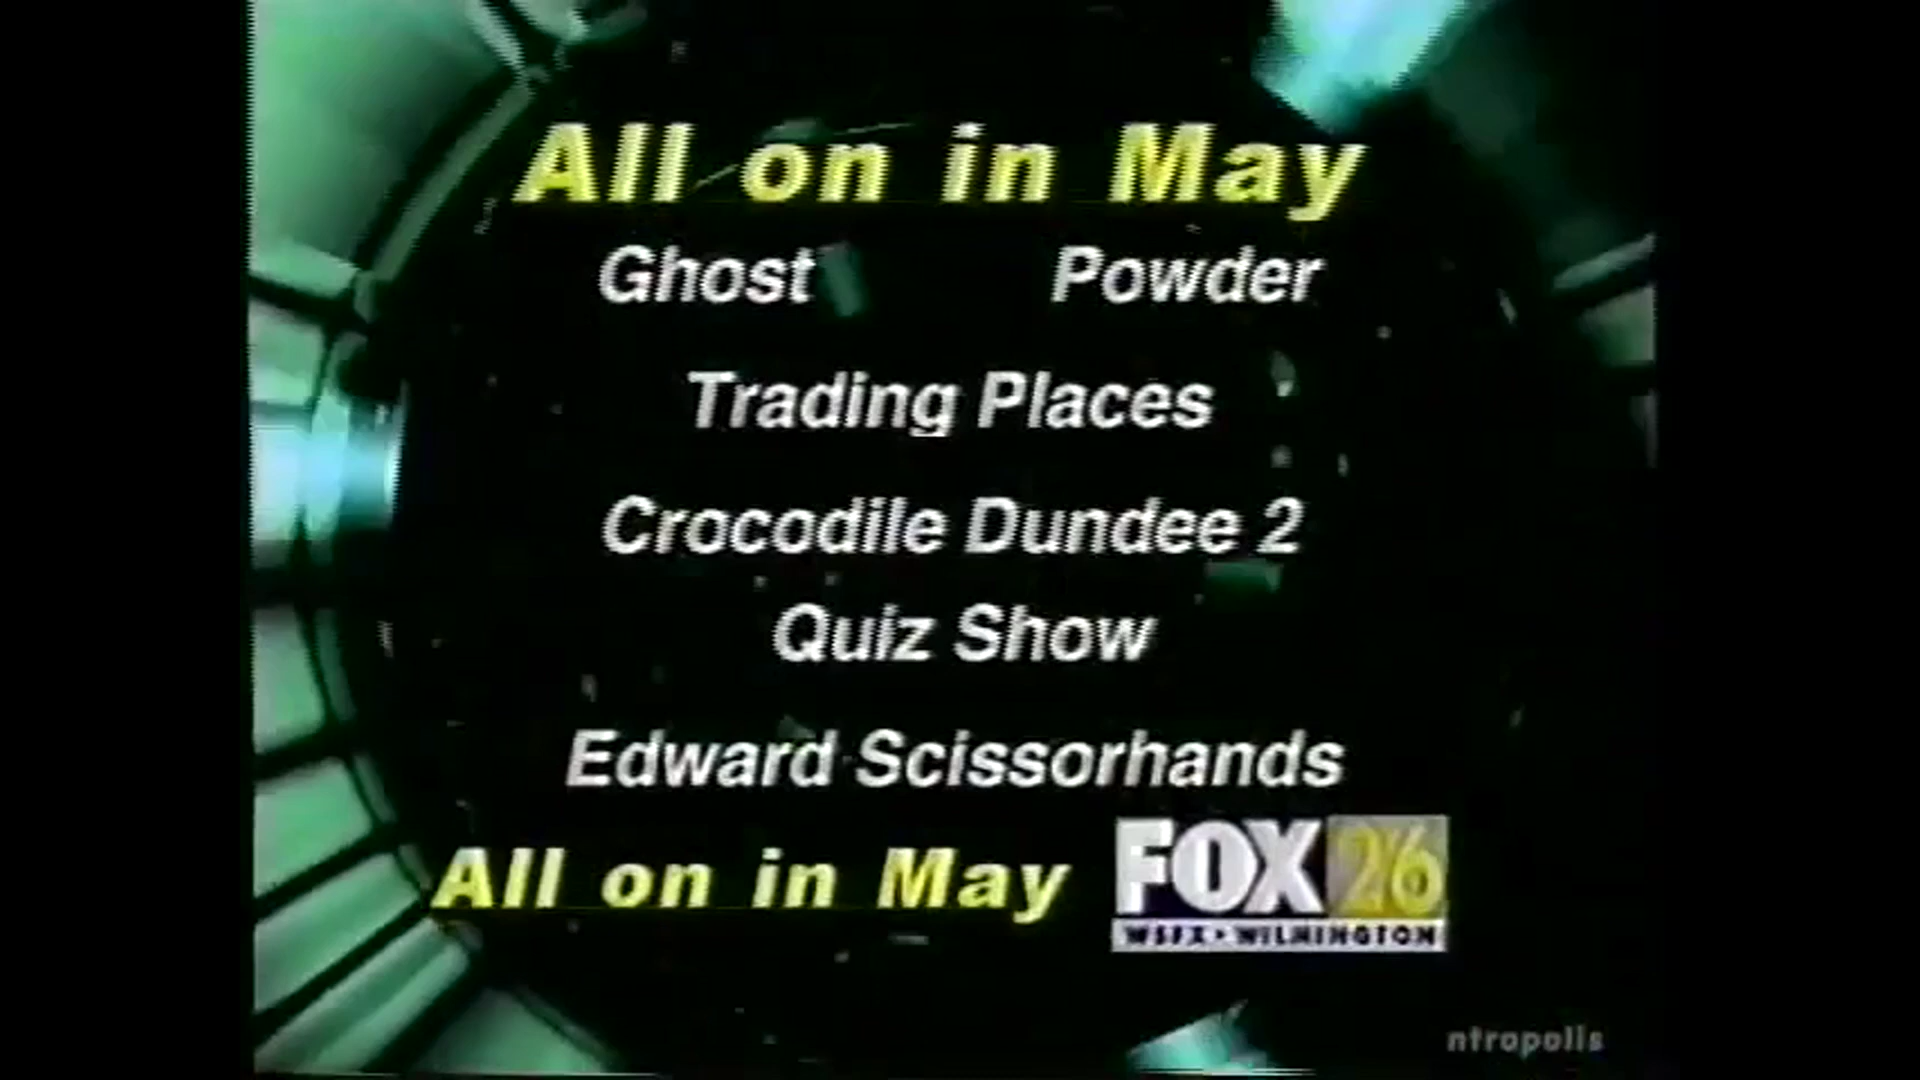 All on in May
Ghost Powder
Trading Places
Crocodile Dundee 2
Quiz Show
Edward Scissorhands
All on in May
FOX 26
WSFX • WILMINGTON
ntropolis